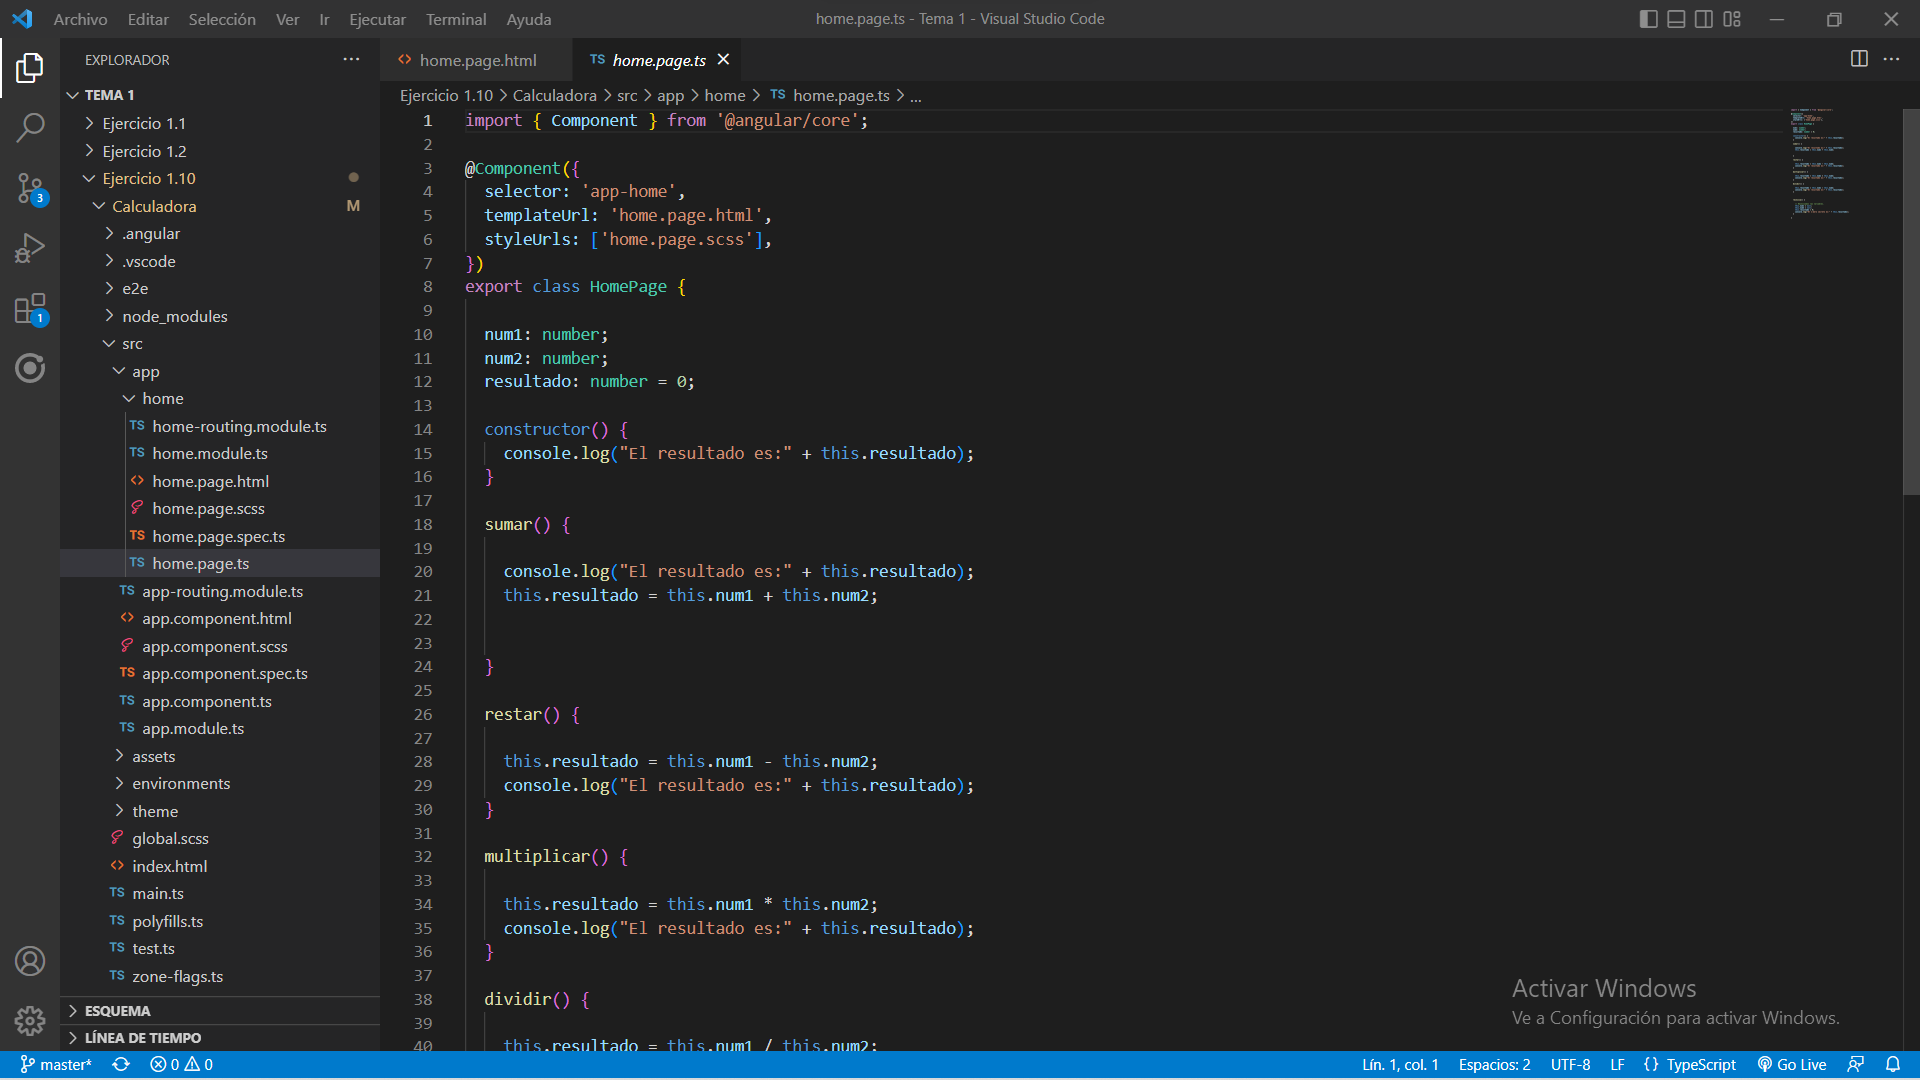 Archivo Editar Selección Ver Ir Ejecutar Terminal Ayuda
home.page.ts - Tema 1 - Visual Studio Code
EXPLORADOR
TEMA 1
Ejercicio 1.1
Ejercicio 1.2
3
Ejercicio 1.10
Calculadora M
.angular
.vscode
e2e
1
node_modules
src
app
home
TS home-routing.module.ts
TS home.module.ts
<> home.page.html
home.page.scss
TS home.page.spec.ts
TS home.page.ts
TS app-routing.module.ts
<> app.component.html
app.component.scss
TS app.component.spec.ts
TS app.component.ts
TS app.module.ts
assets
environments
theme
global.scss
<> index.html
TS main.ts
TS polyfills.ts
TS test.ts
TS zone-flags.ts
ESQUEMA
LÍNEA DE TIEMPO
<> home.page.html
TS home.page.ts
Ejercicio 1.10 > Calculadora > src > app > home > TS home.page.ts > ...
1 import { Component } from '@angular/core';
2
3 @Component({
4 selector: 'app-home',
5 templateUrl: 'home.page.html',
6 styleUrls: ['home.page.scss'],
7 })
8 export class HomePage {
9
10 num1: number;
11 num2: number;
12 resultado: number = 0;
13
14 constructor() {
15 console.log("El resultado es:" + this.resultado);
16 }
17
18 sumar() {
19
20 console.log("El resultado es:" + this.resultado);
21 this.resultado = this.num1 + this.num2;
22
23
24 }
25
26 restar() {
27
28 this.resultado = this.num1 - this.num2;
29 console.log("El resultado es:" + this.resultado);
30 }
31
32 multiplicar() {
33
34 this.resultado = this.num1 * this.num2;
35 console.log("El resultado es:" + this.resultado);
36 }
37
38 dividir() {
39
40 this.resultado = this.num1 / this.num2;
Activar Windows
Ve a Configuración para activar Windows.
master* 0 0
Lín. 1, col. 1 Espacios: 2 UTF-8 LF {} TypeScript Go Live